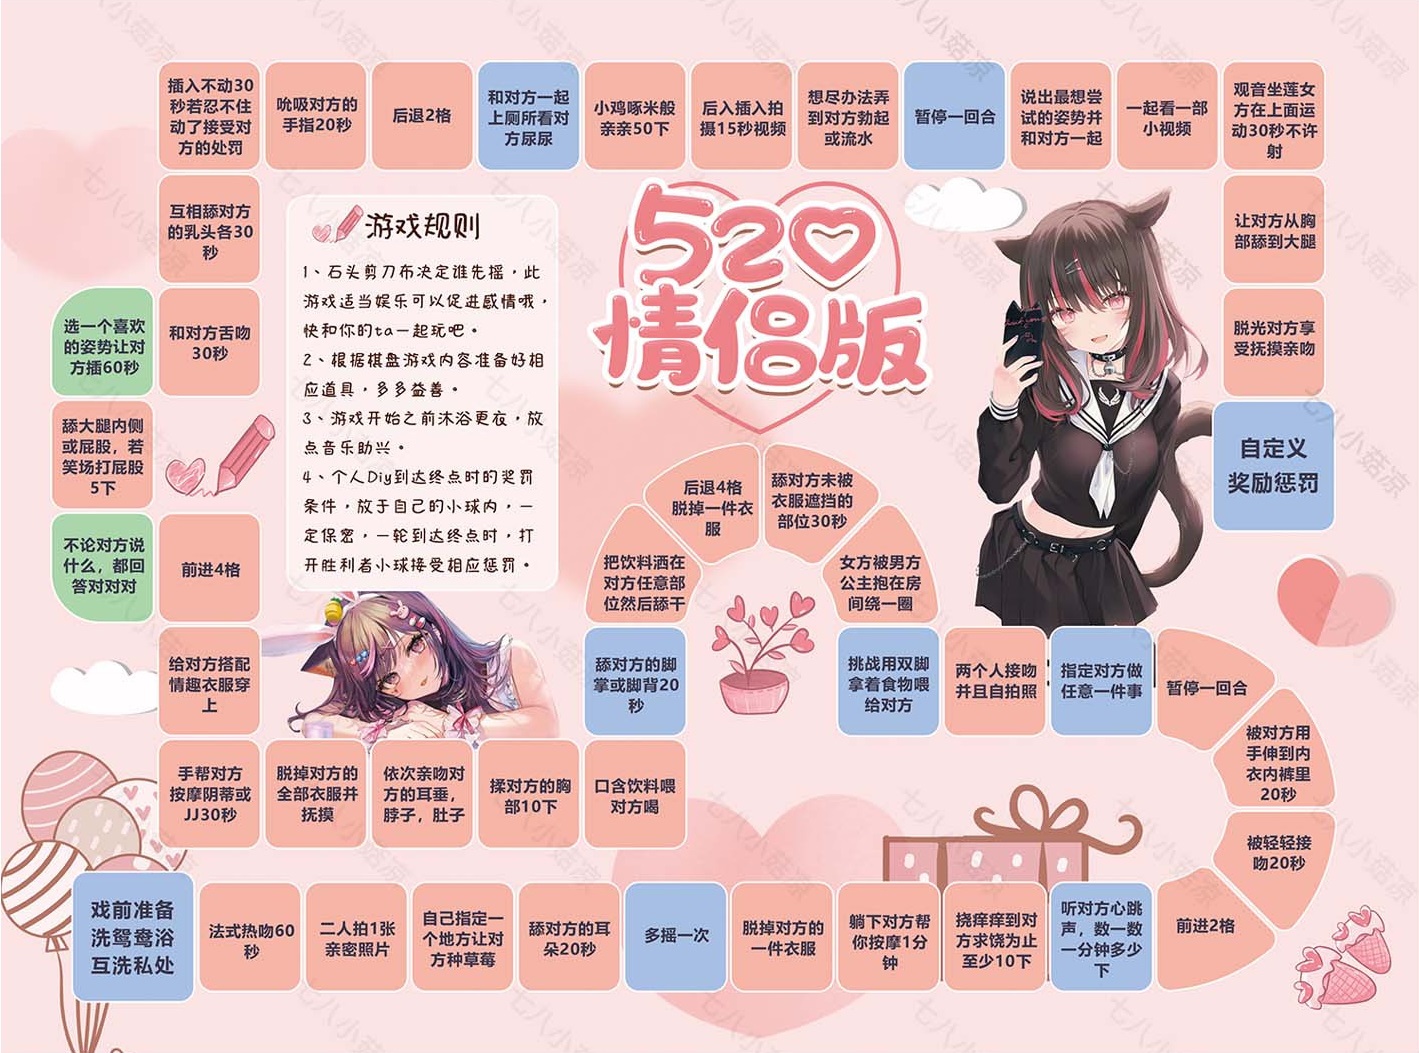 插入不动30
秒若忍不住
动了接受对
方的处罚
吮吸对方的
手指20秒
后退2格
和对方一起
上厕所看对
方尿尿
小鸡啄米般
亲亲50下
后入插入拍
摄15秒视频
想尽办法弄
到对方勃起
或流水
暂停一回合
说出最想尝
试的姿势并
和对方一起
一起看一部
小视频
观音坐莲女
方在上面运
动30秒不许
射
互相舔对方
的乳头各30
秒
让对方从胸
部舔到大腿
选一个喜欢
的姿势让对
方插60秒
和对方舌吻
30秒
脱光对方享
受抚摸亲吻
舔大腿内侧
或屁股，若
笑场打屁股
5下
自定义
奖励惩罚
不论对方说
什么，都回
答对对对
前进4格
游戏规则
1、石头剪刀布决定谁先摇，此
游戏适当娱乐可以促进感情哦，
快和你的ta一起玩吧。
2、根据棋盘游戏内容准备好相
应道具，多多益善。
3、游戏开始之前沐浴更衣，放
点音乐助兴。
4、个人Diy到达终点时的奖罚
条件，放于自己的小球内，一
定保密，一轮到达终点时，打
开胜利者小球接受相应惩罚。
520
情侣版
后退4格
脱掉一件衣
服
舔对方未被
衣服遮挡的
部位30秒
把饮料洒在
对方任意部
位然后舔干
女方被男方
公主抱在房
间绕一圈
给对方搭配
情趣衣服穿
上
舔对方的脚
掌或脚背20
秒
挑战用双脚
拿着食物喂
给对方
两个人接吻
并且自拍照
指定对方做
任意一件事
暂停一回合
被对方用
手伸到内
衣内裤里
20秒
手帮对方
按摩阴蒂或
JJ30秒
脱掉对方的
全部衣服并
抚摸
依次亲吻对
方的耳垂，
脖子，肚子
揉对方的胸
部10下
口含饮料喂
对方喝
被轻轻接
吻20秒
戏前准备
洗鸳鸯浴
互洗私处
法式热吻60
秒
二人拍1张
亲密照片
自己指定一
个地方让对
方种草莓
舔对方的耳
朵20秒
多摇一次
脱掉对方的
一件衣服
躺下对方帮
你按摩1分
钟
挠痒痒到对
方求饶为止
至少10下
听对方心跳
声，数一数
一分钟多少
下
前进2格
七八小菇凉